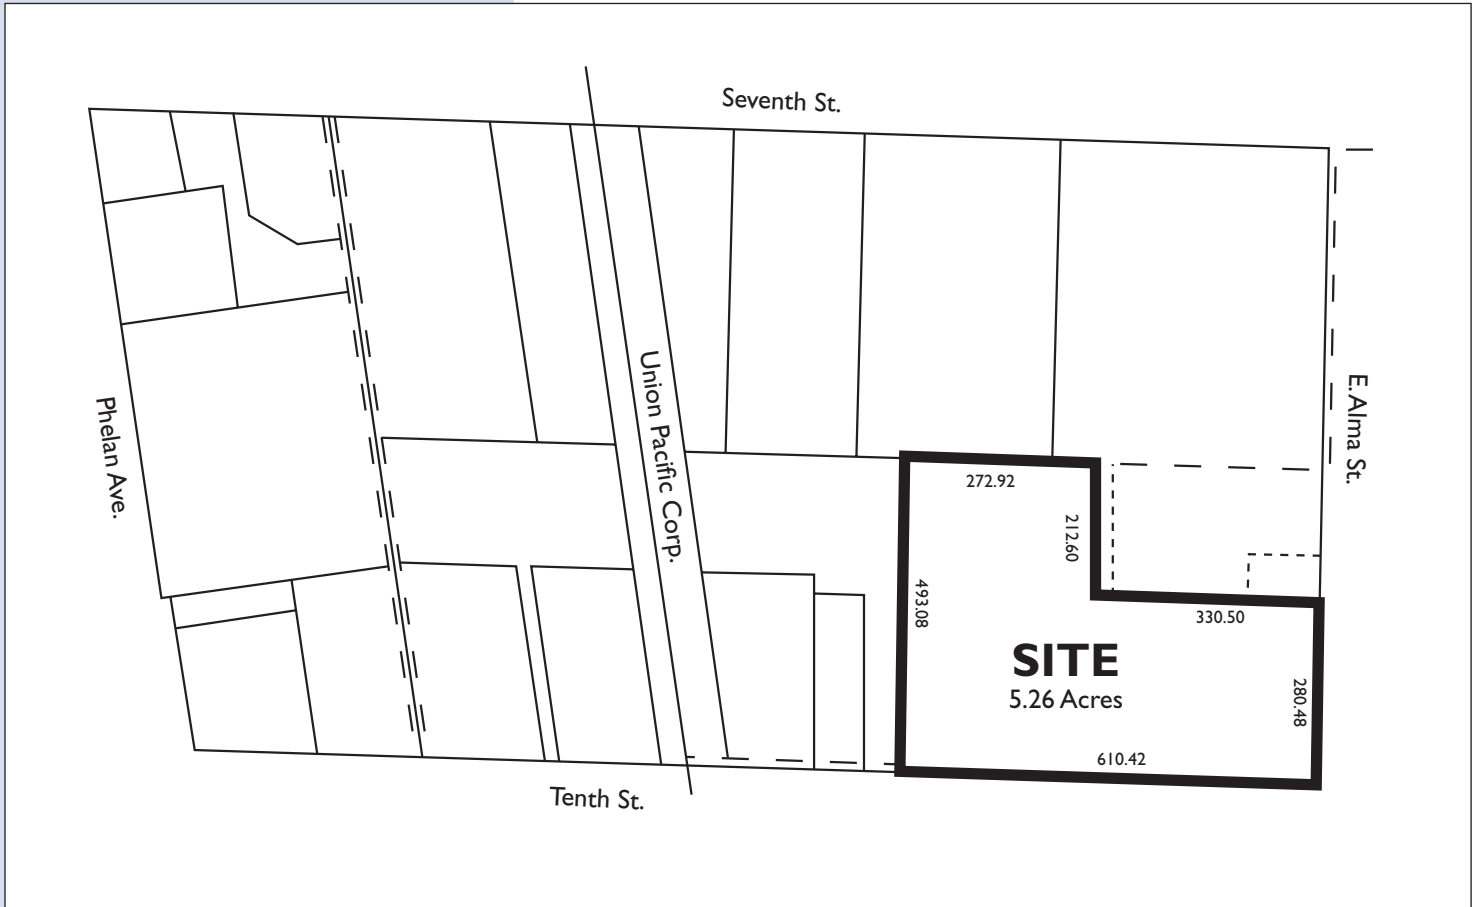 Seventh St.
Union Pacific Corp.
E. Alma St.
Phelan Ave.
272.92
212.60
493.08
330.50
SITE
5.26 Acres
280.48
610.42
Tenth St.